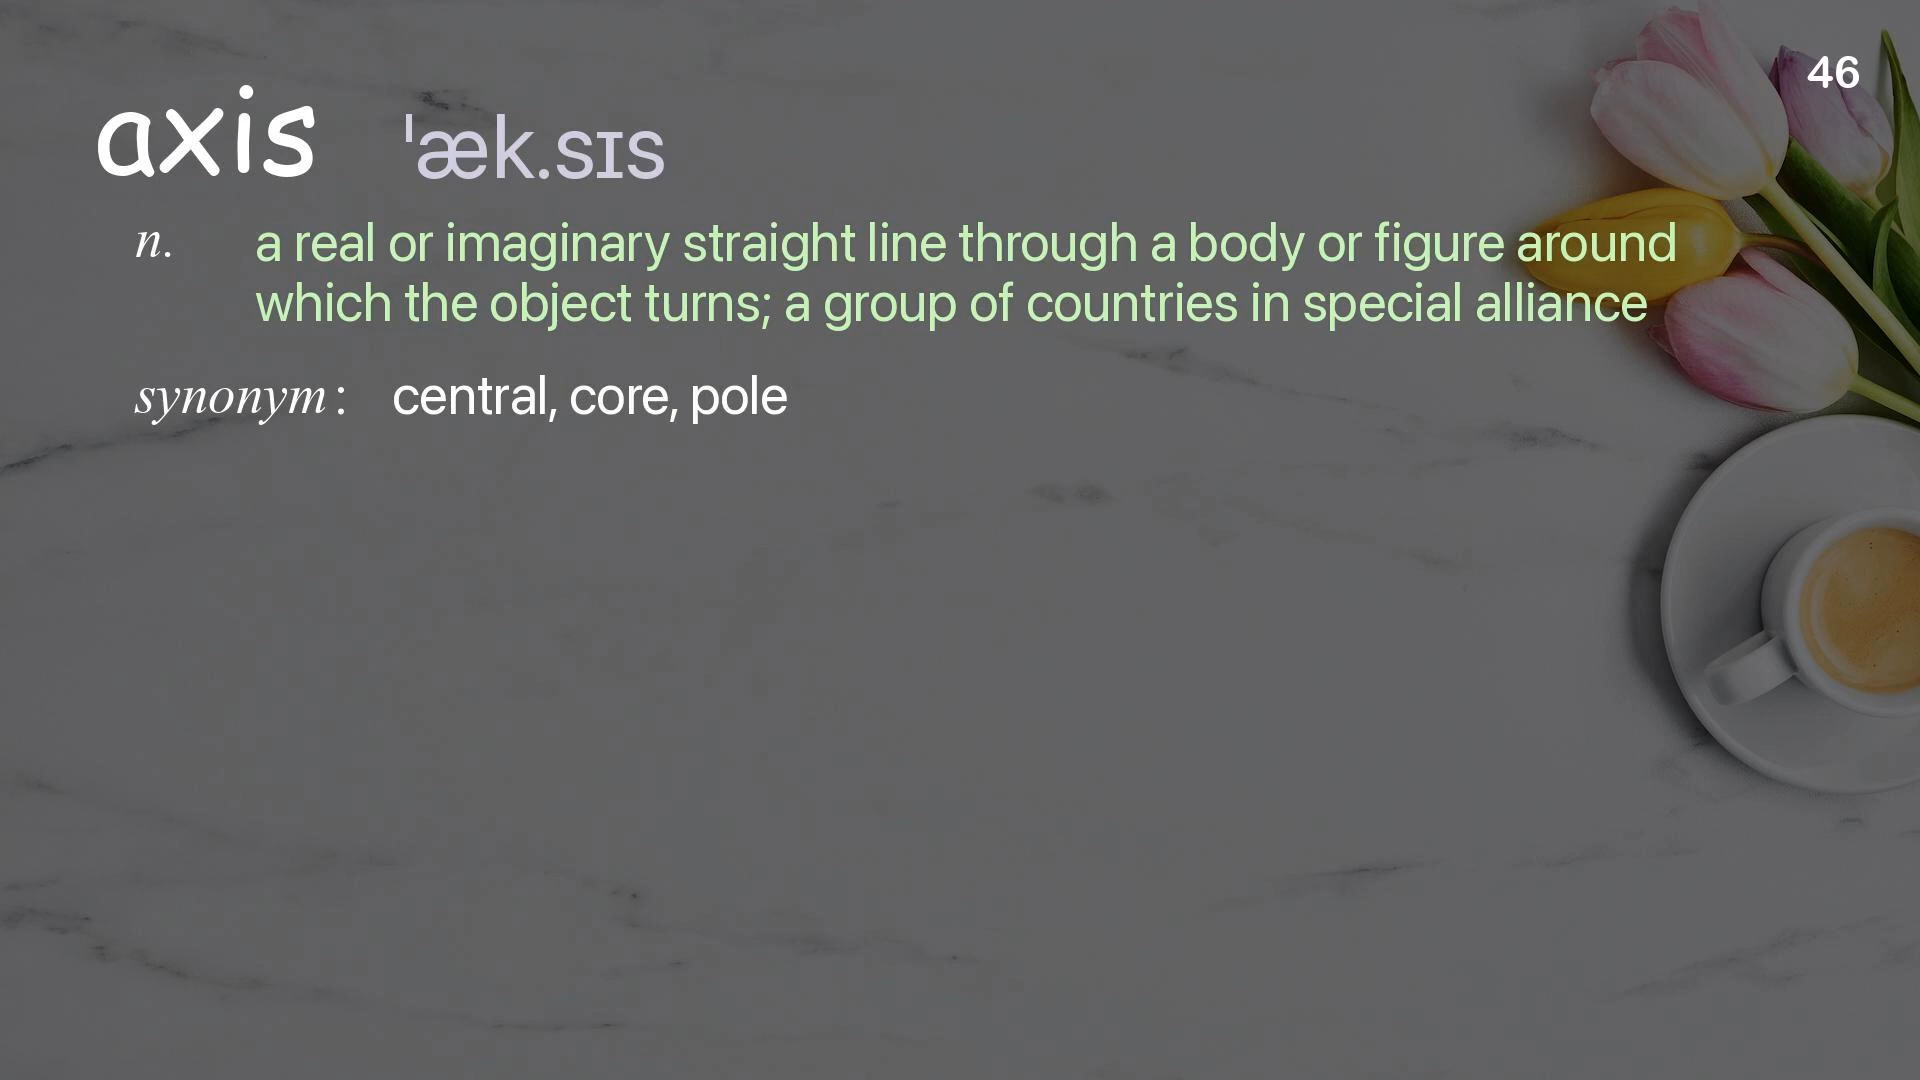 46
axis ˈæk.sɪs
n. a real or imaginary straight line through a body or figure around
which the object turns; a group of countries in special alliance
synonym : central, core, pole